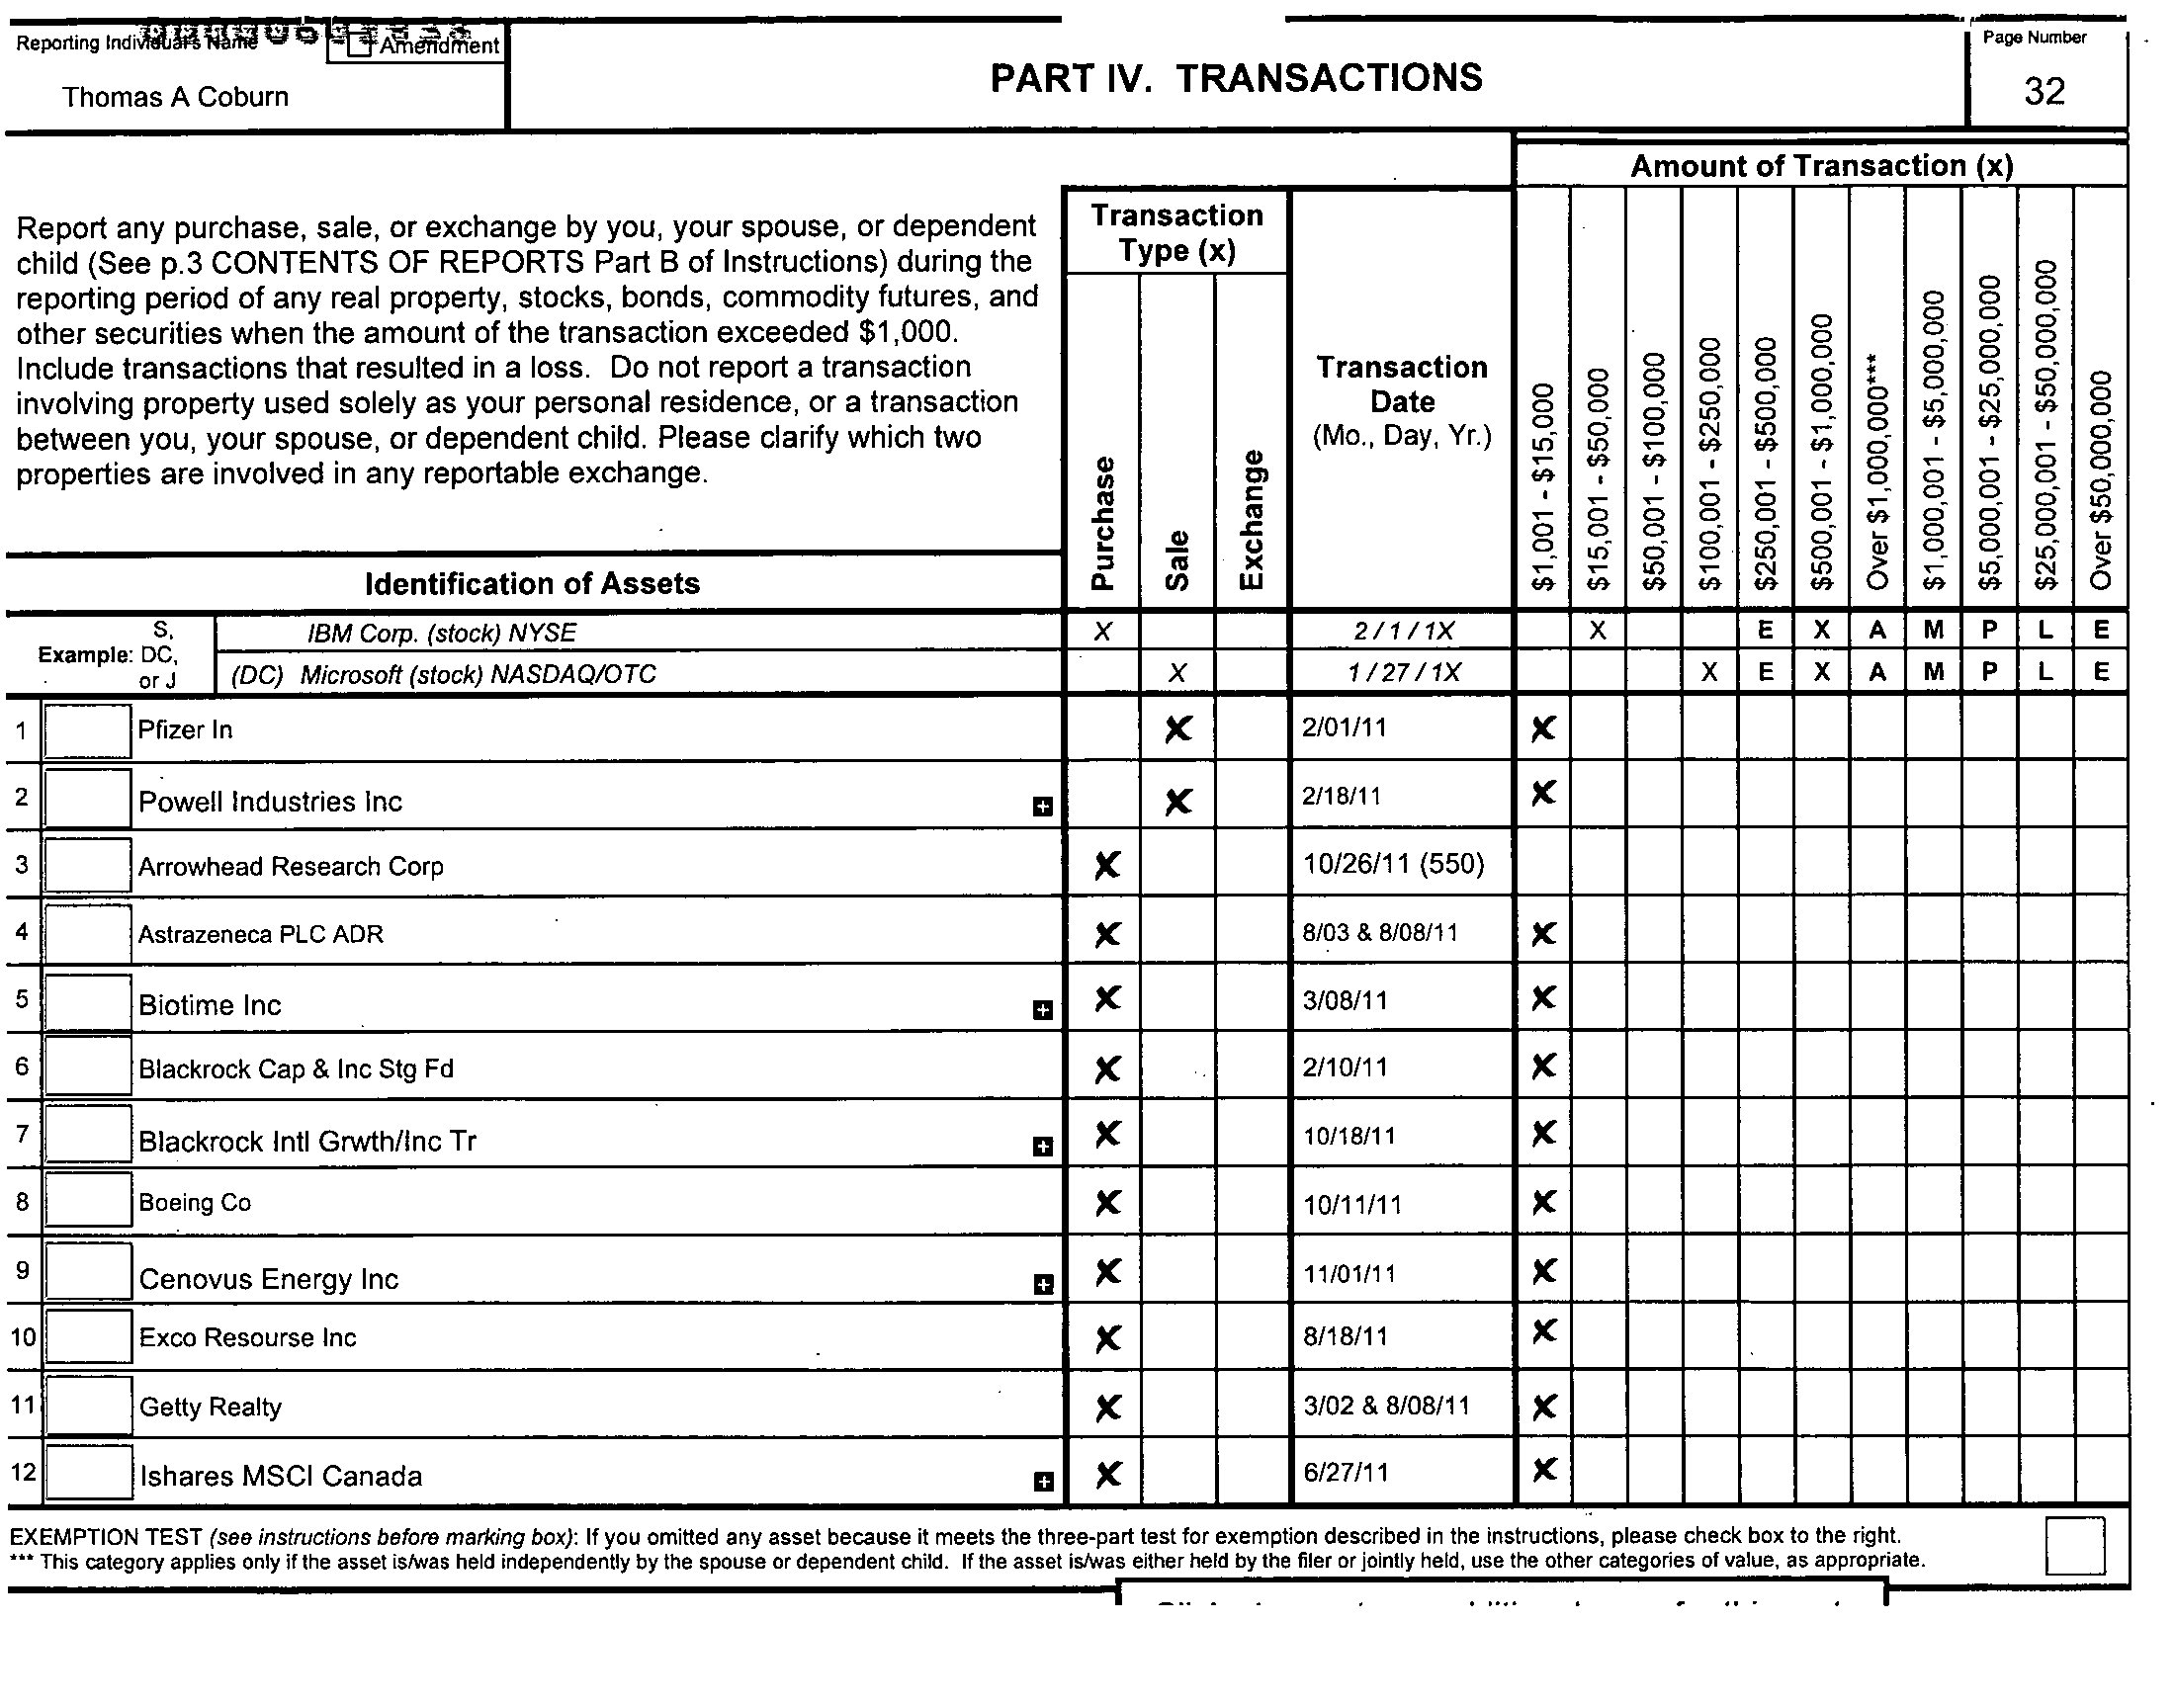 Reporting Individual's Name
Amendment
Thomas A Coburn
PART IV. TRANSACTIONS
Page Number
32
Amount of Transaction (x)
Report any purchase, sale, or exchange by you, your spouse, or dependent
child (See p.3 CONTENTS OF REPORTS Part B of Instructions) during the
reporting period of any real property, stocks, bonds, commodity futures, and
other securities when the amount of the transaction exceeded $1,000.
Include transactions that resulted in a loss. Do not report a transaction
involving property used solely as your personal residence, or a transaction
between you, your spouse, or dependent child. Please clarify which two
properties are involved in any reportable exchange.
Transaction
Type (x)
Purchase
Sale
Exchange
Transaction
Date
(Mo., Day, Yr.)
$1,001 - $15,000
$15,001 - $50,000
$50,001 - $100,000
$100,001 - $250,000
$250,001 - $500,000
$500,001 - $1,000,000
Over $1,000,000***
$1,000,001 - $5,000,000
$5,000,001 - $25,000,000
$25,000,001 - $50,000,000
Over $50,000,000
Identification of Assets
Example: S, DC, or J
IBM Corp. (stock) NYSE X 2 / 1 / 1X X E X A M P L E
(DC) Microsoft (stock) NASDAQ/OTC X 1 / 27 / 1X X E X A M P L E
1 Pfizer In X 2/01/11 X
2 Powell Industries Inc + X 2/18/11 X
3 Arrowhead Research Corp X 10/26/11 (550)
4 Astrazeneca PLC ADR X 8/03 & 8/08/11 X
5 Biotime Inc + X 3/08/11 X
6 Blackrock Cap & Inc Stg Fd X 2/10/11 X
7 Blackrock Intl Grwth/Inc Tr + X 10/18/11 X
8 Boeing Co X 10/11/11 X
9 Cenovus Energy Inc + X 11/01/11 X
10 Exco Resourse Inc X 8/18/11 X
11 Getty Realty X 3/02 & 8/08/11 X
12 Ishares MSCI Canada + X 6/27/11 X
EXEMPTION TEST (see instructions before marking box): If you omitted any asset because it meets the three-part test for exemption described in the instructions, please check box to the right.
*** This category applies only if the asset is/was held independently by the spouse or dependent child. If the asset is/was either held by the filer or jointly held, use the other categories of value, as appropriate.